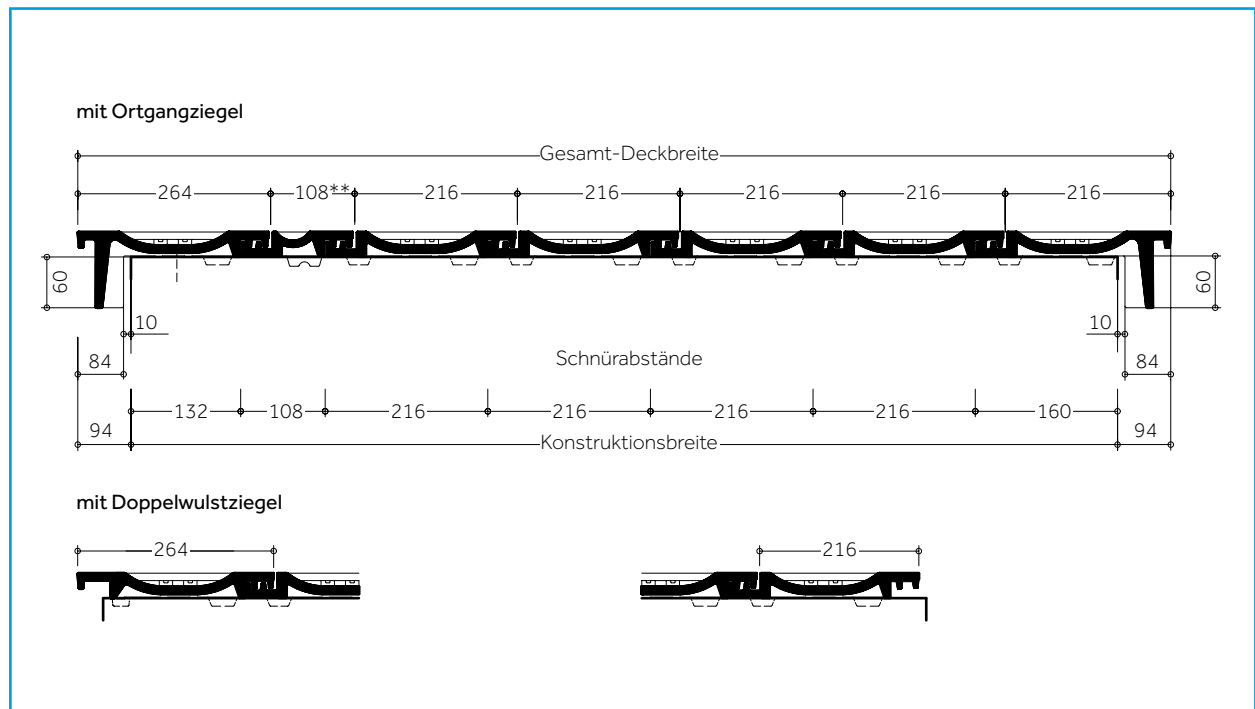 mit Ortgangziegel
Gesamt-Deckbreite
264 108** 216 216 216 216 216
60 60
10 10
84 Schnürabstände 84
132 108 216 216 216 216 160
94 Konstruktionsbreite 94
mit Doppelwulstziegel
264 216